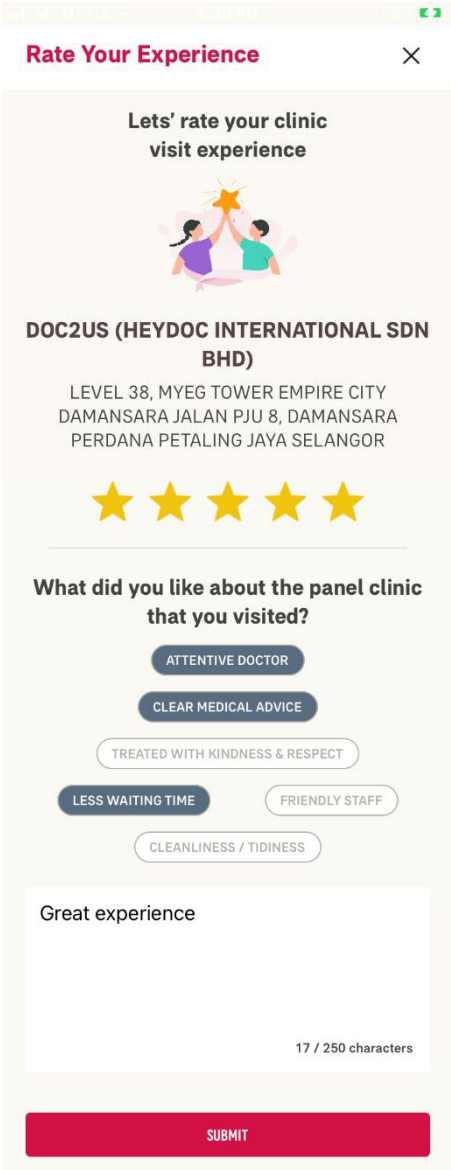 Rate Your Experience
Lets' rate your clinic
visit experience
DOC2US (HEYDOC INTERNATIONAL SDN
BHD)
LEVEL 38, MYEG TOWER EMPIRE CITY
DAMANSARA JALAN PJU 8, DAMANSARA
PERDANA PETALING JAYA SELANGOR
What did you like about the panel clinic
that you visited?
ATTENTIVE DOCTOR
CLEAR MEDICAL ADVICE
TREATED WITH KINDNESS & RESPECT
LESS WAITING TIME
FRIENDLY STAFF
CLEANLINESS / TIDINESS
Great experience
17 / 250 characters
SUBMIT